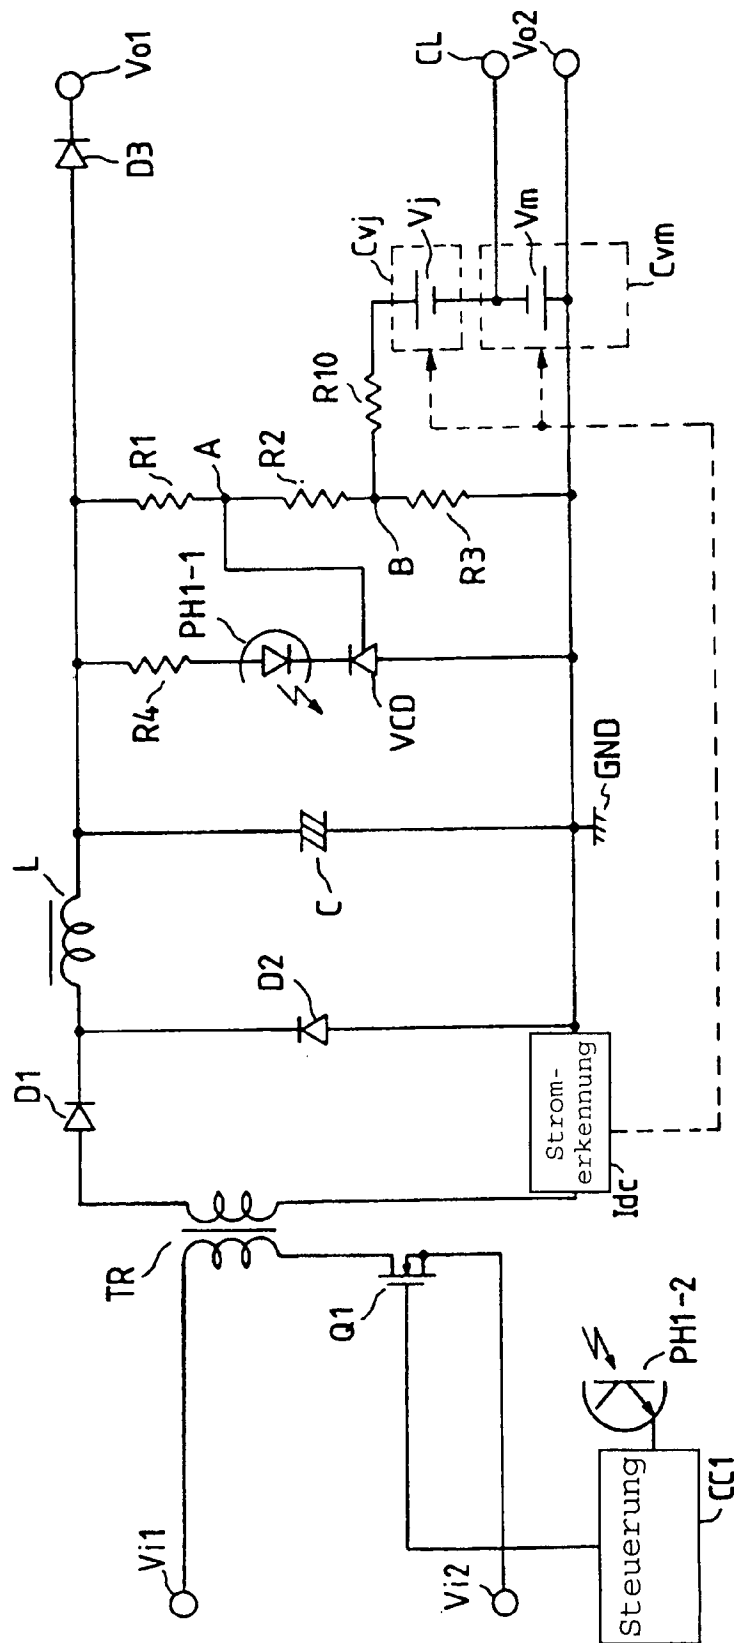 Vi1
Vi2
TR
Q1
Steuerung
CC1
PH1-2
D1
Strom-
erkennung
Idc
D2
L
C
GND
R4
PH1-1
VCD
R1
A
R2
B
R3
R10
Cvj
Vj
Vm
Cvm
D3
Vo1
CL
Vo2